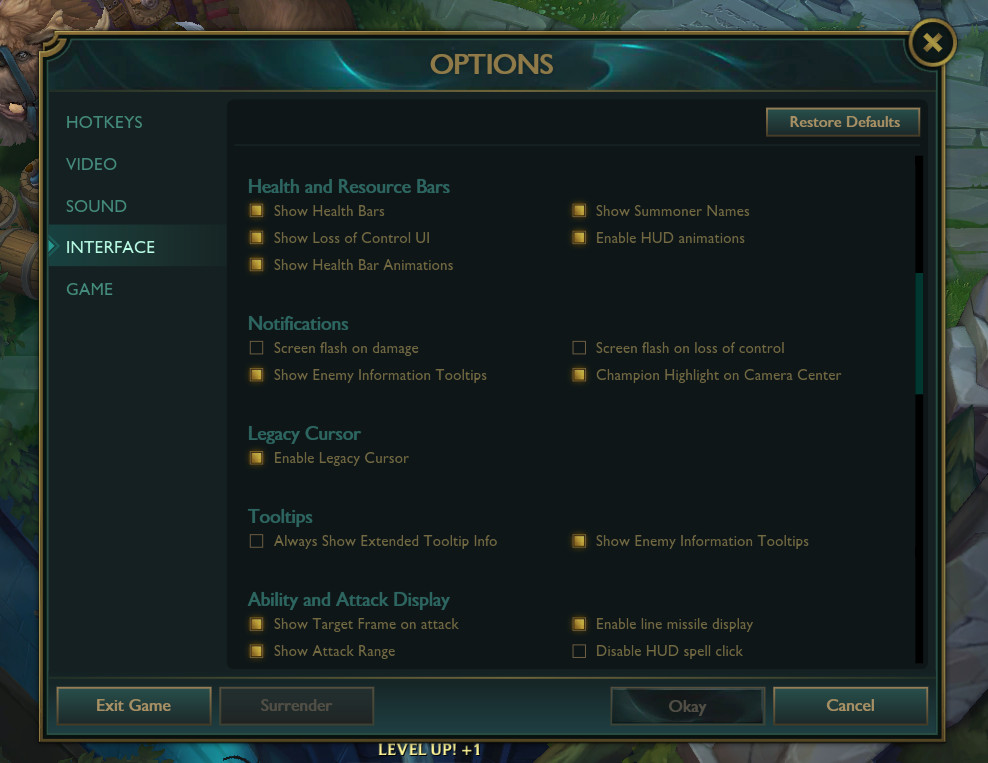 OPTIONS
HOTKEYS
VIDEO
SOUND
INTERFACE
GAME
Restore Defaults
Health and Resource Bars
Show Health Bars
Show Summoner Names
Show Loss of Control UI
Enable HUD animations
Show Health Bar Animations
Notifications
Screen flash on damage
Screen flash on loss of control
Show Enemy Information Tooltips
Champion Highlight on Camera Center
Legacy Cursor
Enable Legacy Cursor
Tooltips
Always Show Extended Tooltip Info
Show Enemy Information Tooltips
Ability and Attack Display
Show Target Frame on attack
Enable line missile display
Show Attack Range
Disable HUD spell click
Exit Game
Surrender
Okay
Cancel
LEVEL UP! +1